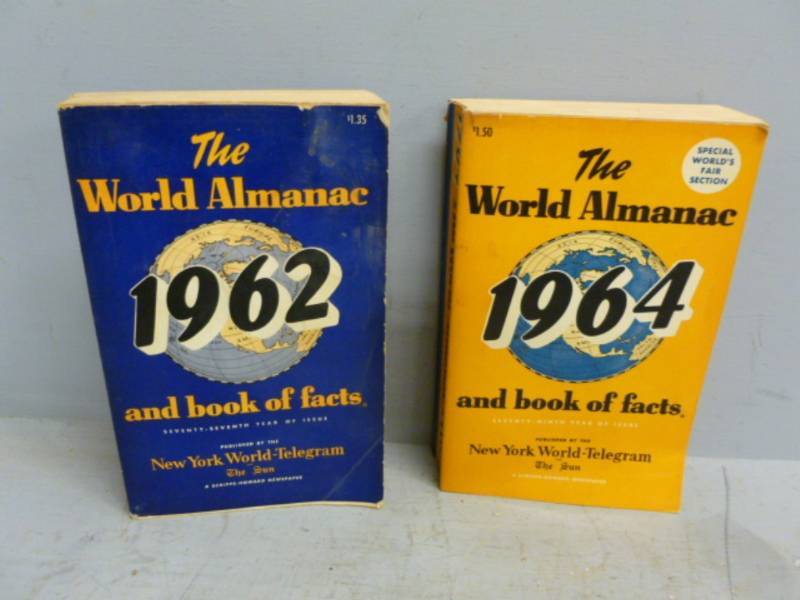 $1.35
The
World Almanac
1962
and book of facts
SEVENTY-SEVENTH YEAR OF ISSUE
PUBLISHED BY THE
New York World-Telegram
The Sun
A SCRIPPS-HOWARD NEWSPAPER
$1.50
SPECIAL
WORLD'S
FAIR
SECTION
The
World Almanac
1964
and book of facts
SEVENTY-NINTH YEAR OF ISSUE
PUBLISHED BY THE
New York World-Telegram
The Sun
A SCRIPPS-HOWARD NEWSPAPER